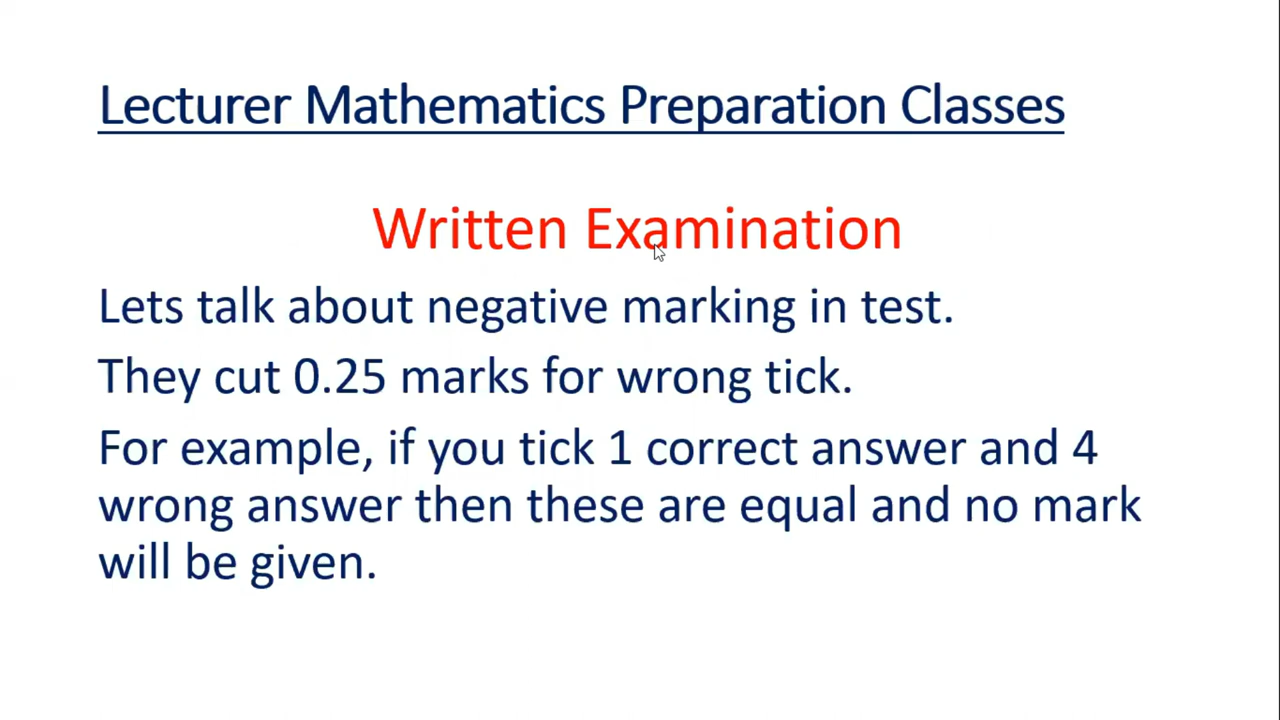 Lecturer Mathematics Preparation Classes
Written Examination
Lets talk about negative marking in test.
They cut 0.25 marks for wrong tick.
For example, if you tick 1 correct answer and 4
wrong answer then these are equal and no mark
will be given.